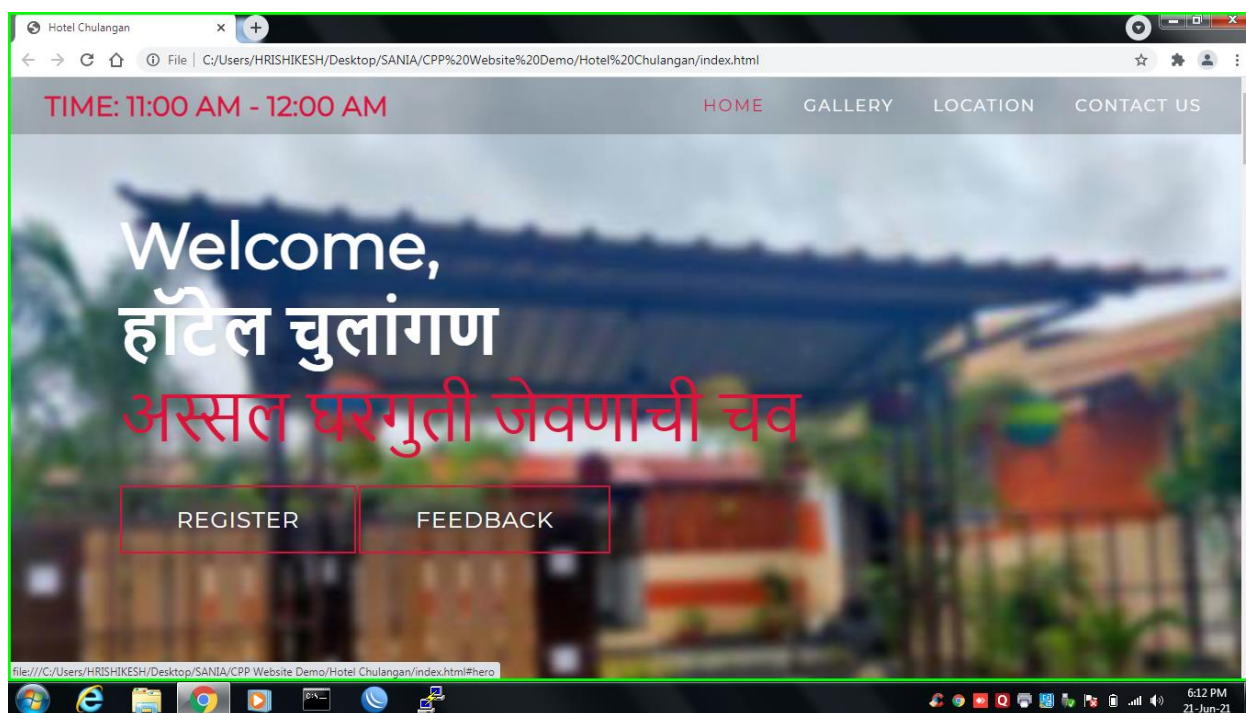 Hotel Chulangan
File | C:/Users/HRISHIKESH/Desktop/SANIA/CPP%20Website%20Demo/Hotel%20Chulangan/index.html
TIME: 11:00 AM - 12:00 AM
HOME GALLERY LOCATION CONTACT US
Welcome,
हॉटेल चुलांगण
अस्सल घरगुती जेवणाची चव
REGISTER FEEDBACK
file:///C:/Users/HRISHIKESH/Desktop/SANIA/CPP Website Demo/Hotel Chulangan/index.html#hero
6:12 PM
21-Jun-21